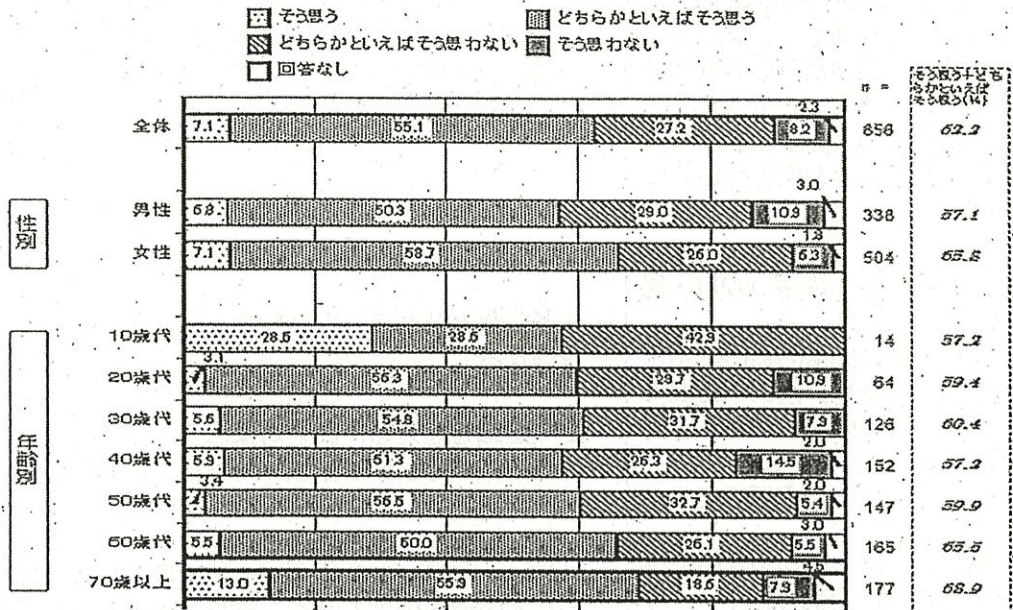 そう思う どちらかといえばそう思う
どちらかといえばそう思わない そう思わない
回答なし
n =
そう思う+どち
らかといえば
そう思う(%)
2.3
全体 7.1 55.1 27.2 8.2 856 62.2
性別
3.0
男性 6.8 50.3 29.0 10.9 338 57.1
1.8
女性 7.1 58.7 26.0 6.3 504 65.8
年齢別
10歳代 28.6 28.6 42.9 14 57.2
3.1
20歳代 56.3 29.7 10.9 64 59.4
30歳代 5.6 54.8 31.7 7.9 126 60.4
2.0
40歳代 5.9 51.3 26.3 14.5 152 57.2
3.4 2.0
50歳代 56.5 32.7 5.4 147 59.9
3.0
60歳代 5.5 60.0 26.1 5.5 165 65.5
4.5
70歳以上 13.0 55.9 18.6 7.9 177 68.9